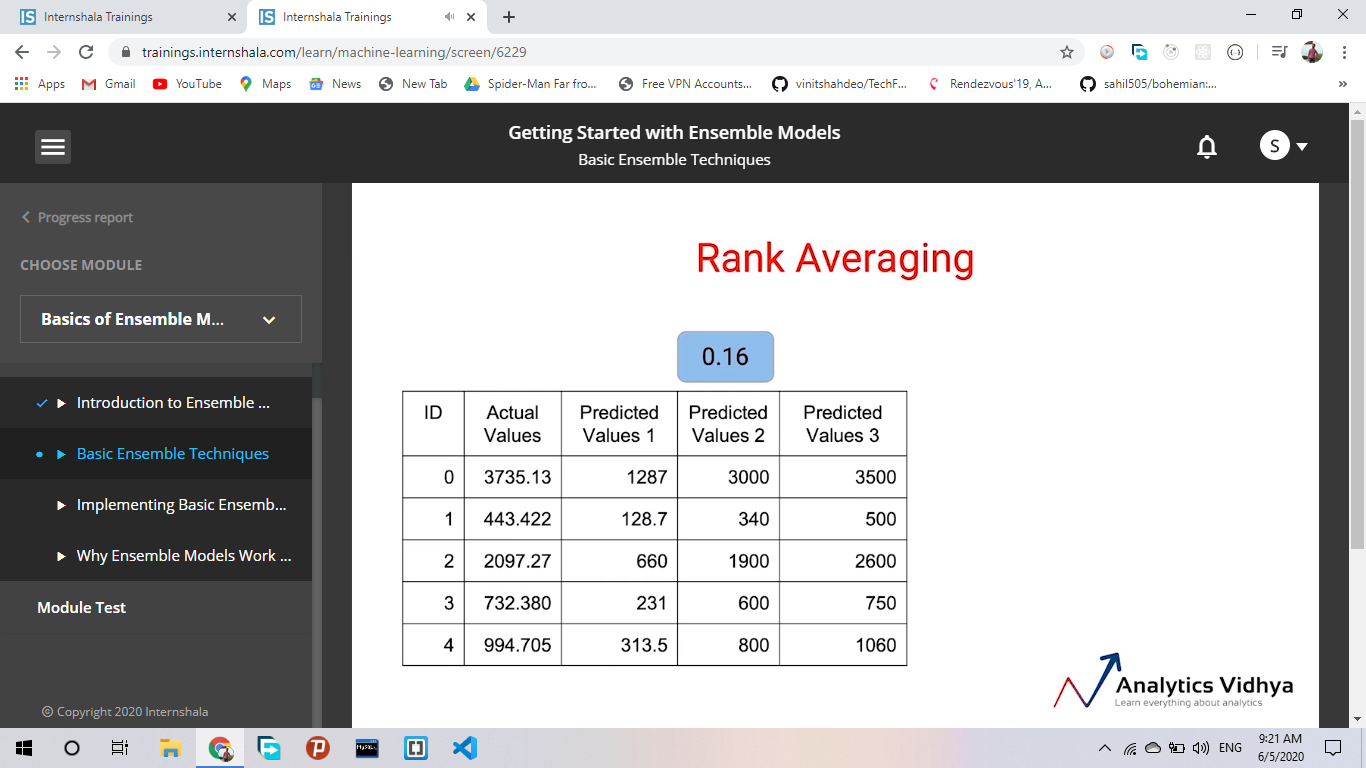 Internshala Trainings
Internshala Trainings
trainings.internshala.com/learn/machine-learning/screen/6229
Apps Gmail YouTube Maps News New Tab Spider-Man Far fro... Free VPN Accounts... vinitshahdeo/TechF... Rendezvous'19, A... sahil505/bohemian:...
Getting Started with Ensemble Models
Basic Ensemble Techniques
S
Progress report
CHOOSE MODULE
Basics of Ensemble M...
Introduction to Ensemble ...
Basic Ensemble Techniques
Implementing Basic Ensemb...
Why Ensemble Models Work ...
Module Test
© Copyright 2020 Internshala
Rank Averaging
0.16
ID Actual Values Predicted Values 1 Predicted Values 2 Predicted Values 3
0 3735.13 1287 3000 3500
1 443.422 128.7 340 500
2 2097.27 660 1900 2600
3 732.380 231 600 750
4 994.705 313.5 800 1060
Analytics Vidhya
Learn everything about analytics
ENG
9:21 AM
6/5/2020